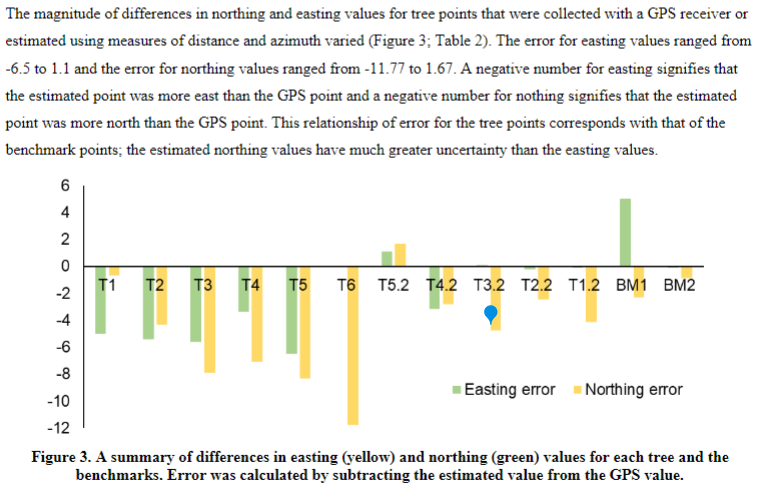 The magnitude of differences in northing and easting values for tree points that were collected with a GPS receiver or
estimated using measures of distance and azimuth varied (Figure 3; Table 2). The error for easting values ranged from
-6.5 to 1.1 and the error for northing values ranged from -11.77 to 1.67. A negative number for easting signifies that
the estimated point was more east than the GPS point and a negative number for nothing signifies that the estimated
point was more north than the GPS point. This relationship of error for the tree points corresponds with that of the
benchmark points; the estimated northing values have much greater uncertainty than the easting values.
6
4
2
0
-2
-4
-6
-8
-10
-12
T1 T2 T3 T4 T5 T6 T5.2 T4.2 T3.2 T2.2 T1.2 BM1 BM2
Easting error Northing error
Figure 3. A summary of differences in easting (yellow) and northing (green) values for each tree and the
benchmarks. Error was calculated by subtracting the estimated value from the GPS value.